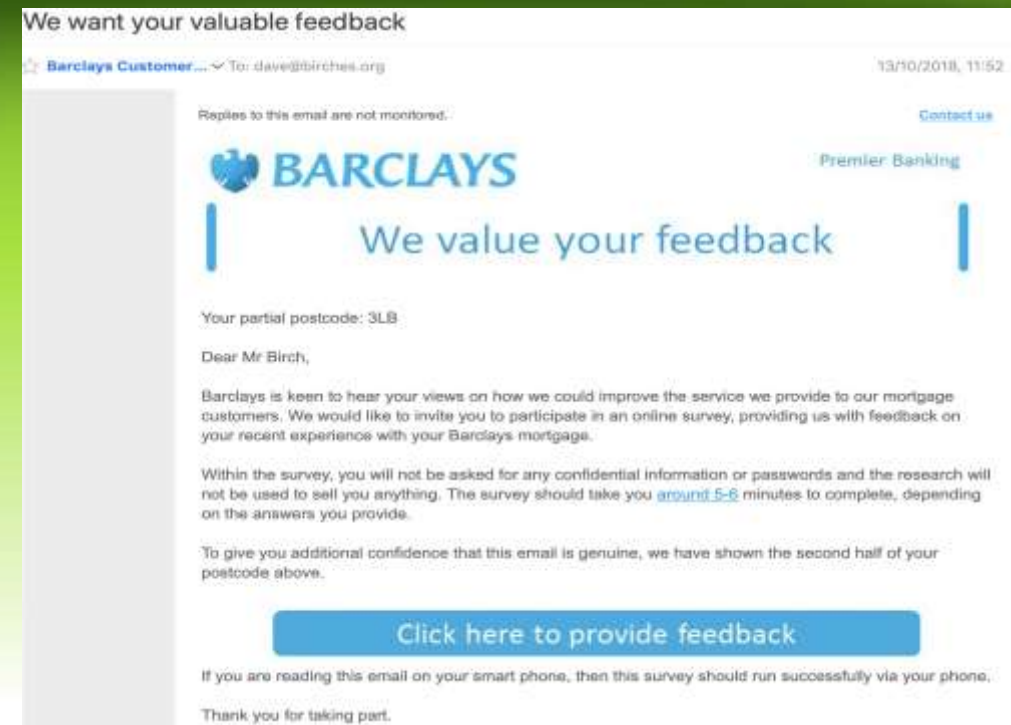 We want your valuable feedback
Barclays Customer... To: dave@birches.org
13/10/2018, 11:52
Replies to this email are not monitored.
Contact us
BARCLAYS
Premier Banking
We value your feedback
Your partial postcode: 3LB
Dear Mr Birch,
Barclays is keen to hear your views on how we could improve the service we provide to our mortgage
customers. We would like to invite you to participate in an online survey, providing us with feedback on
your recent experience with your Barclays mortgage.
Within the survey, you will not be asked for any confidential information or passwords and the research will
not be used to sell you anything. The survey should take you around 5-6 minutes to complete, depending
on the answers you provide.
To give you additional confidence that this email is genuine, we have shown the second half of your
postcode above.
Click here to provide feedback
If you are reading this email on your smart phone, then this survey should run successfully via your phone.
Thank you for taking part.